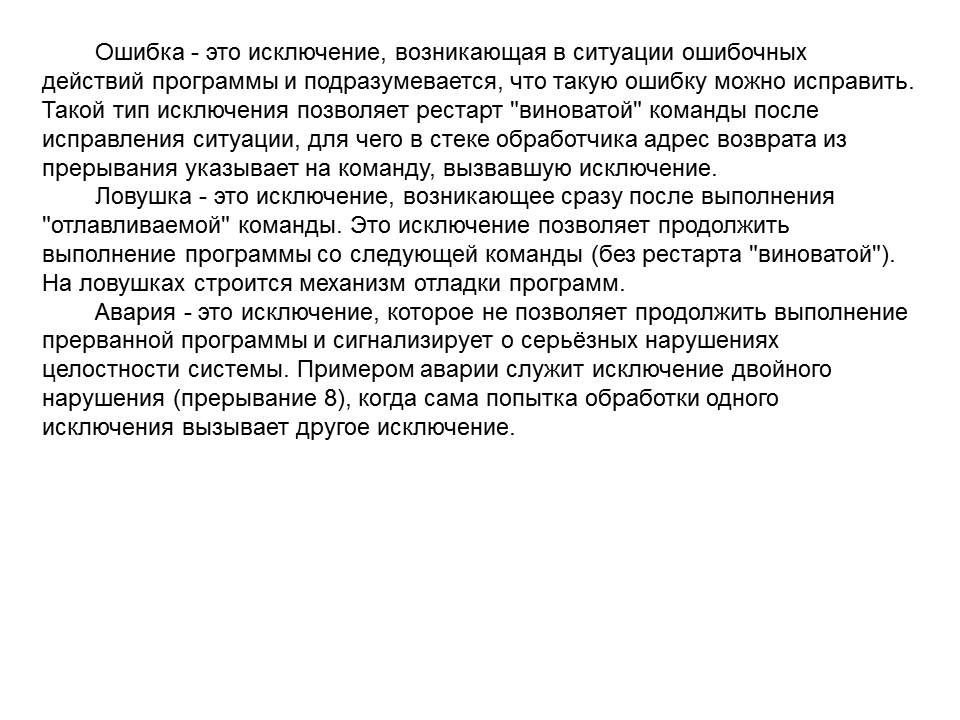 Ошибка - это исключение, возникающая в ситуации ошибочных
действий программы и подразумевается, что такую ошибку можно исправить.
Такой тип исключения позволяет рестарт "виноватой" команды после
исправления ситуации, для чего в стеке обработчика адрес возврата из
прерывания указывает на команду, вызвавшую исключение.
Ловушка - это исключение, возникающее сразу после выполнения
"отлавливаемой" команды. Это исключение позволяет продолжить
выполнение программы со следующей команды (без рестарта "виноватой").
На ловушках строится механизм отладки программ.
Авария - это исключение, которое не позволяет продолжить выполнение
прерванной программы и сигнализирует о серьёзных нарушениях
целостности системы. Примером аварии служит исключение двойного
нарушения (прерывание 8), когда сама попытка обработки одного
исключения вызывает другое исключение.